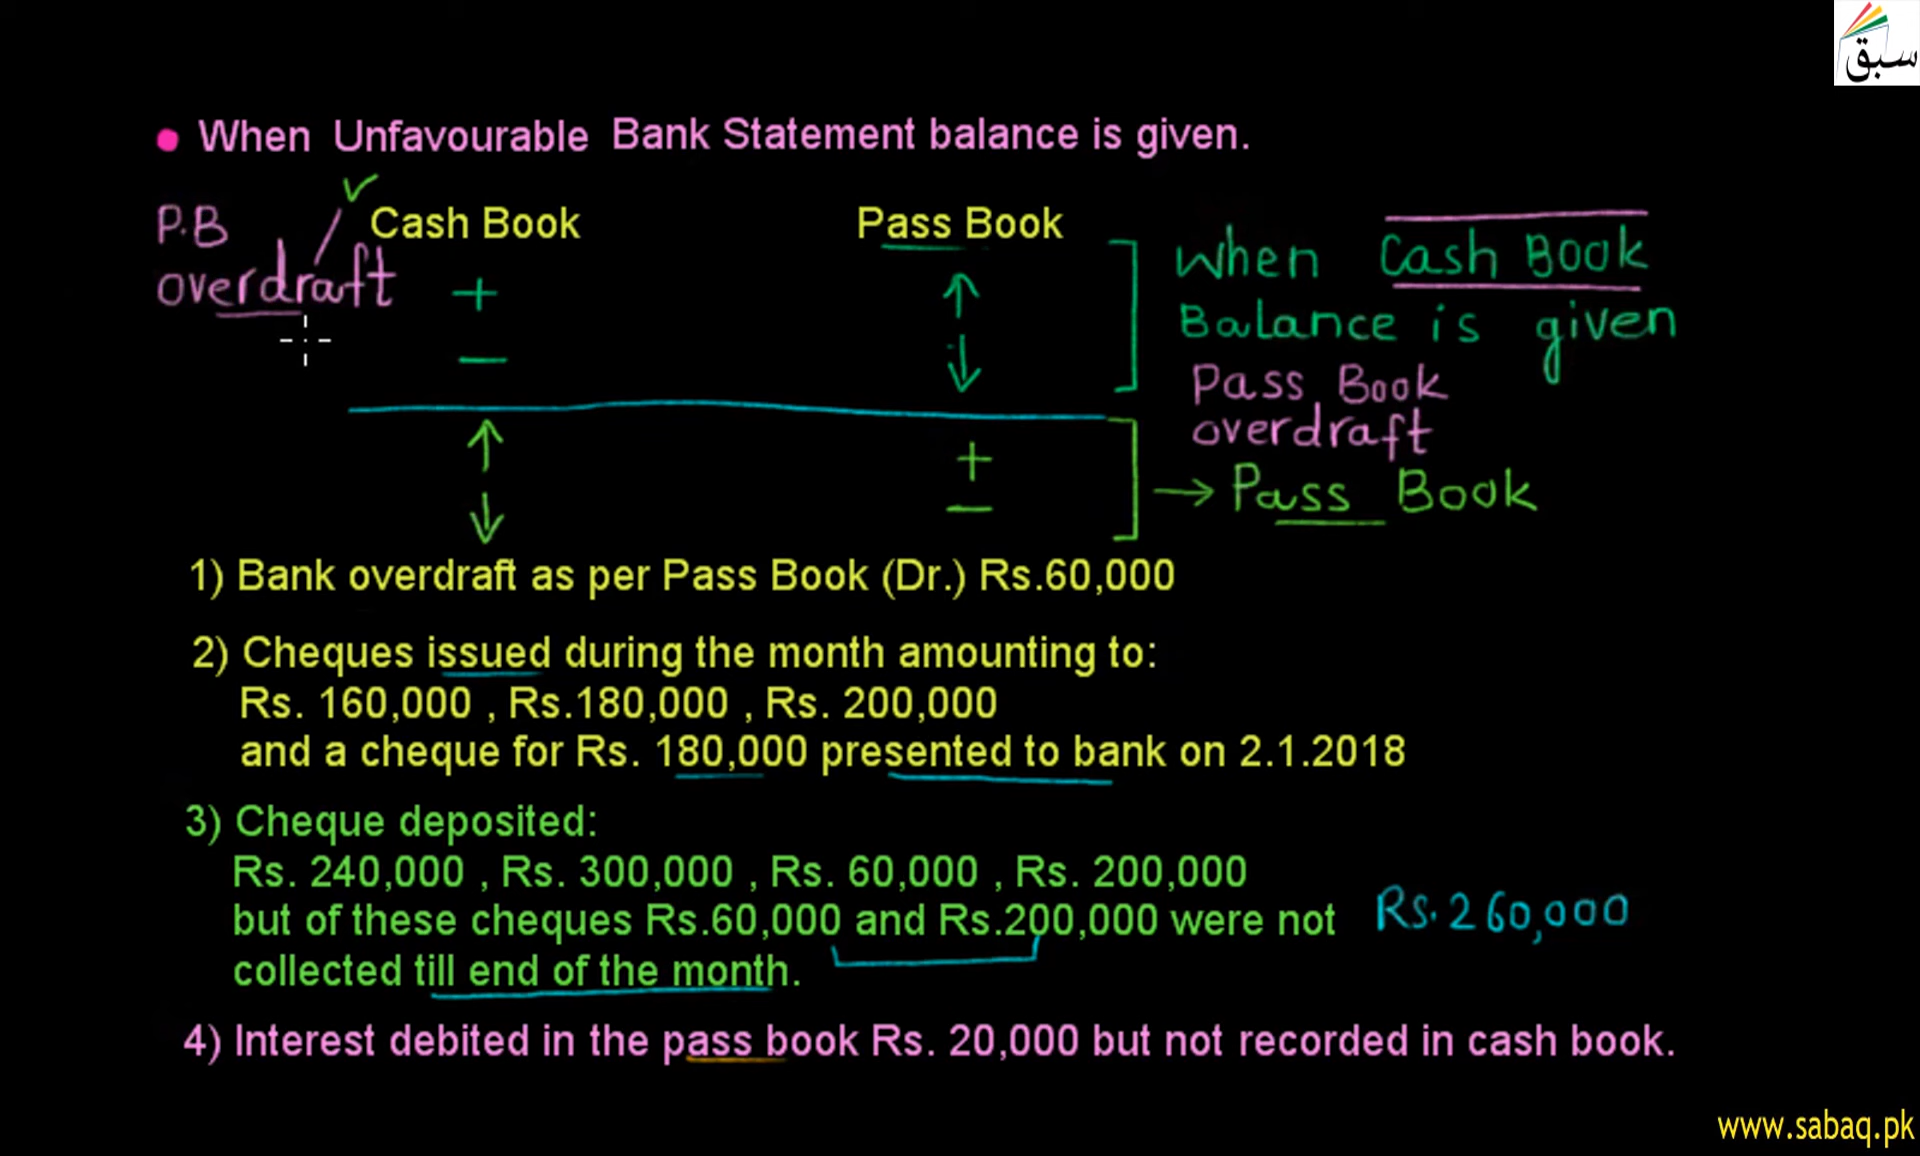 سبق
• When Unfavourable Bank Statement balance is given.
P.B overdraft
Cash Book
Pass Book
+
−
When Cash Book Balance is given
Pass Book overdraft
+
−
→ Pass Book
1) Bank overdraft as per Pass Book (Dr.) Rs.60,000
2) Cheques issued during the month amounting to:
Rs. 160,000 , Rs.180,000 , Rs. 200,000
and a cheque for Rs. 180,000 presented to bank on 2.1.2018
3) Cheque deposited:
Rs. 240,000 , Rs. 300,000 , Rs. 60,000 , Rs. 200,000
but of these cheques Rs.60,000 and Rs.200,000 were not
Rs.260,000
collected till end of the month.
4) Interest debited in the pass book Rs. 20,000 but not recorded in cash book.
www.sabaq.pk